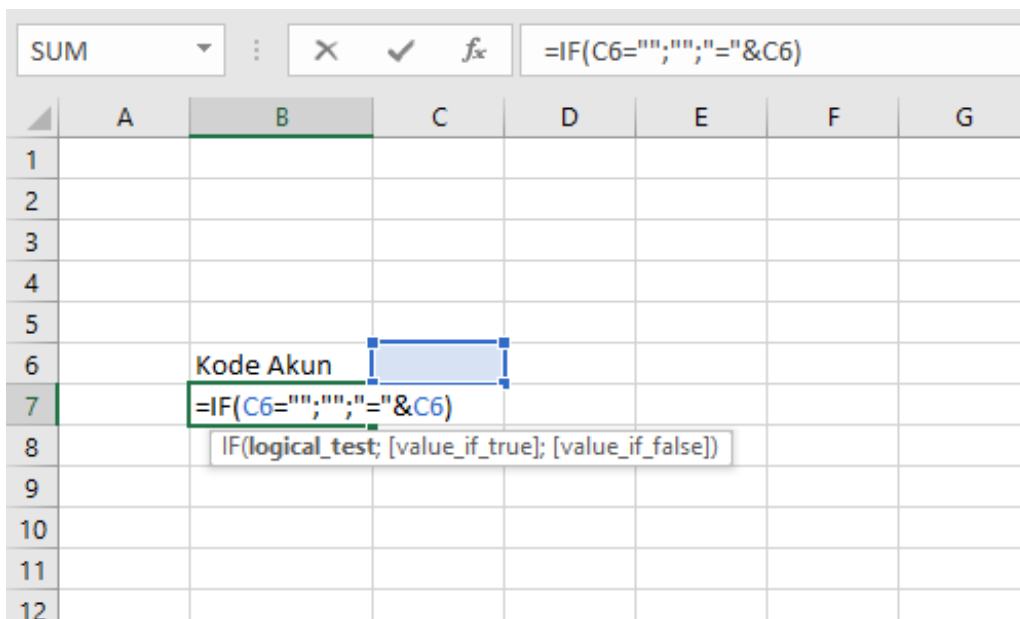 SUM fx =IF(C6="";"";"="&C6)
A B C D E F G
1
2
3
4
5
6 Kode Akun
7 =IF(C6="";"";"="&C6)
8 IF(logical_test; [value_if_true]; [value_if_false])
9
10
11
12